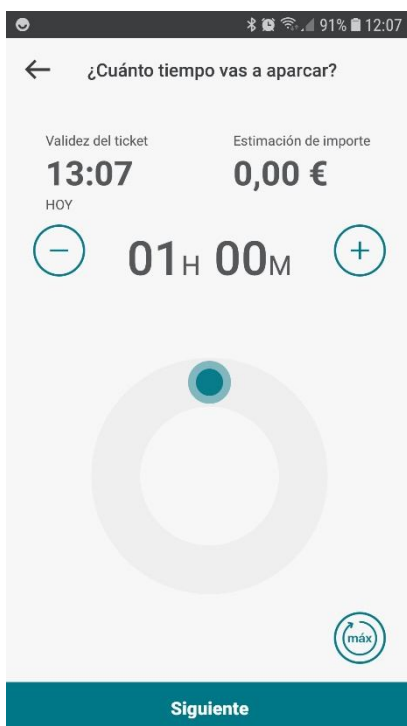 91% 12:07
¿Cuánto tiempo vas a aparcar?
Validez del ticket
13:07
HOY
Estimación de importe
0,00 €
01H 00M
máx
Siguiente